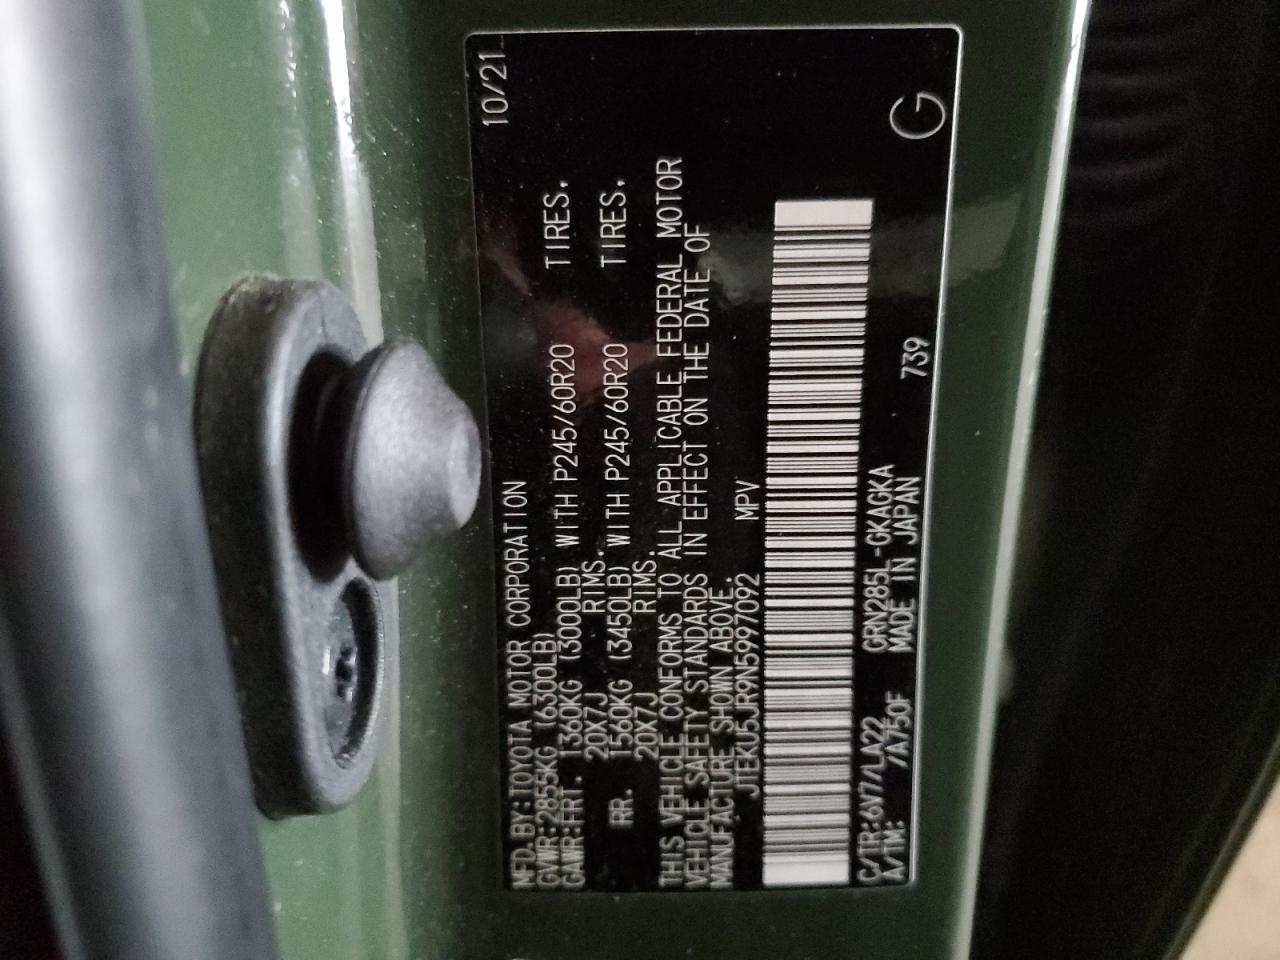 MFD. BY: TOYOTA MOTOR CORPORATION 10/21
GVWR: 2855KG (6300LB)
GAWR: FRT. 1360KG (3000LB) WITH P245/60R20 TIRES.
20X7J RIMS.
RR. 1560KG (3450LB) WITH P245/60R20 TIRES.
20X7J RIMS.
THIS VEHICLE CONFORMS TO ALL APPLICABLE FEDERAL MOTOR
VEHICLE SAFETY STANDARDS IN EFFECT ON THE DATE OF
MANUFACTURE SHOWN ABOVE.
JTEKU5JR9N5997092 MPV
C/TR: 6V7/LA22 GRN285L-GKAGKA
A/TM: /A750F MADE IN JAPAN 739
G